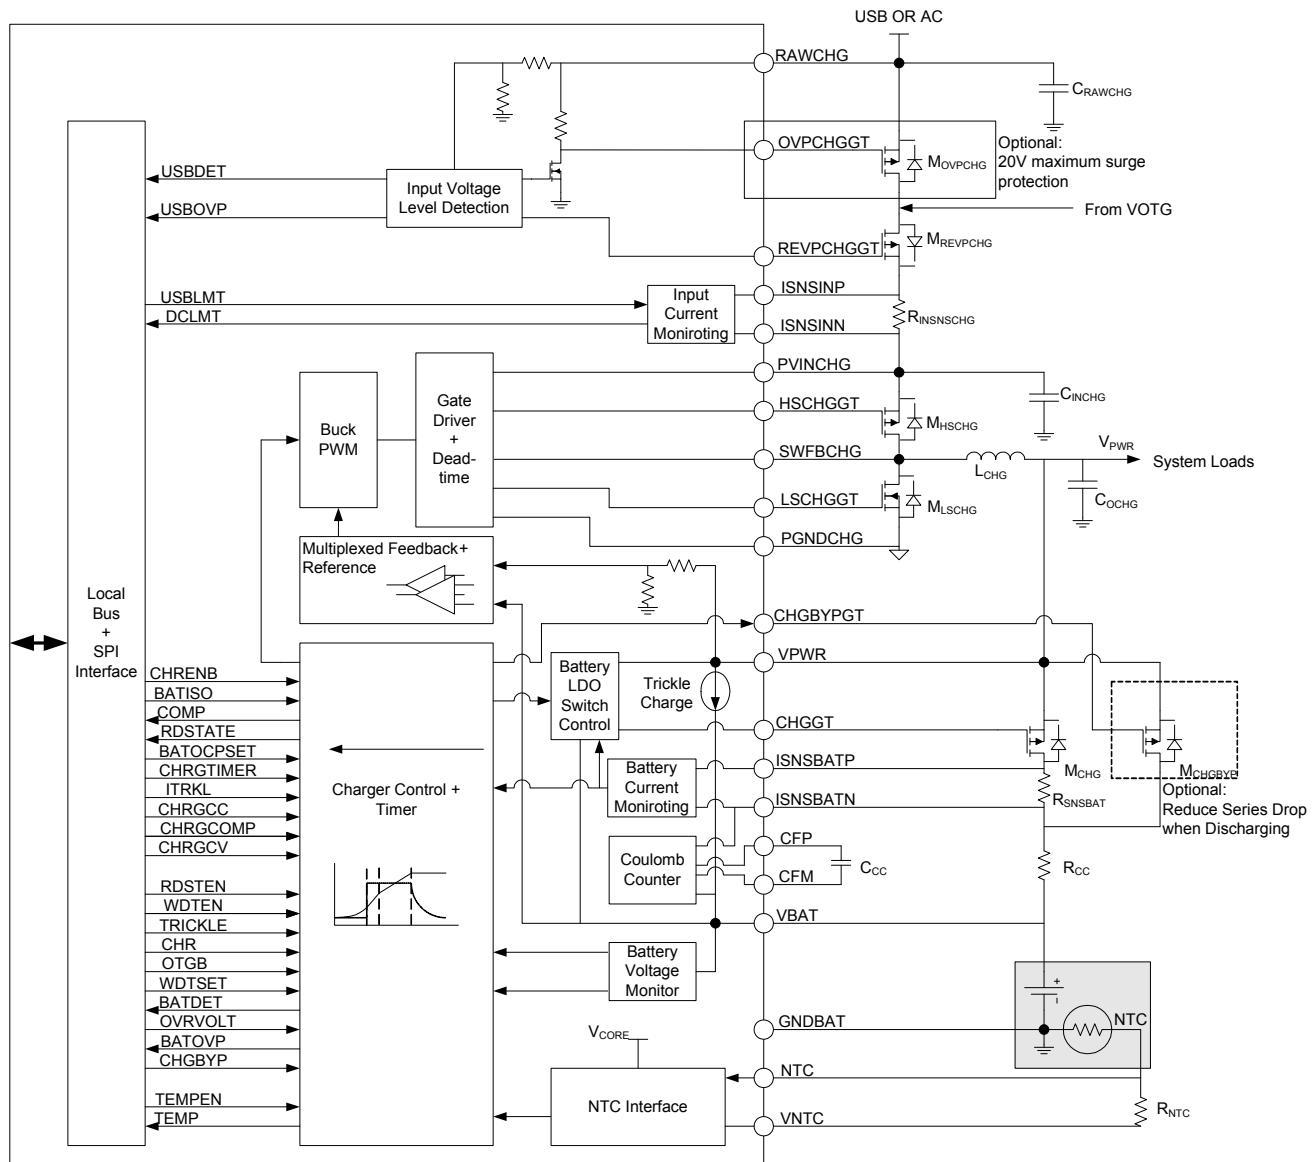 USB OR AC
RAWCHG
CRAWCHG
OVPCHGGT
MOVPCHG
Optional:
20V maximum surge
protection
USBDET
Input Voltage
Level Detection
USBOVP
From VOTG
REVPCHGGT
MREVPCHG
USBLMT
DCLMT
Input
Current
Moniroting
ISNSINP
ISNSINN
RINSNSCHG
PVINCHG
CINCHG
Buck
PWM
Gate
Driver
+
Dead-
time
HSCHGGT
MHSCHG
SWFBCHG
LCHG
VPWR
System Loads
COCHG
LSCHGGT
MLSCHG
PGNDCHG
Multiplexed Feedback+
Reference
Local
Bus
+
SPI
Interface
CHGBYPGT
VPWR
Battery
LDO
Switch
Control
Trickle
Charge
CHGGT
MCHG
MCHGBYP
Optional:
Reduce Series Drop
when Discharging
ISNSBATP
Battery
Current
Moniroting
RSNSBAT
ISNSBATN
Coulomb
Counter
CFP
CFM
CCC
RCC
VBAT
Charger Control +
Timer
CHRENB
BATISO
COMP
RDSTATE
BATOCPSET
CHRGTIMER
ITRKL
CHRGCC
CHRGCOMP
CHRGCV
RDSTEN
WDTEN
TRICKLE
CHR
OTGB
WDTSET
BATDET
OVRVOLT
BATOVP
CHGBYP
TEMPEN
TEMP
Battery
Voltage
Monitor
+
-
NTC
GNDBAT
VCORE
NTC Interface
NTC
VNTC
RNTC